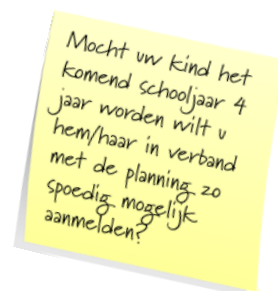 Mocht uw kind het
komend schooljaar 4
jaar worden wilt u
hem/haar in verband
met de planning zo
spoedig mogelijk
aanmelden?